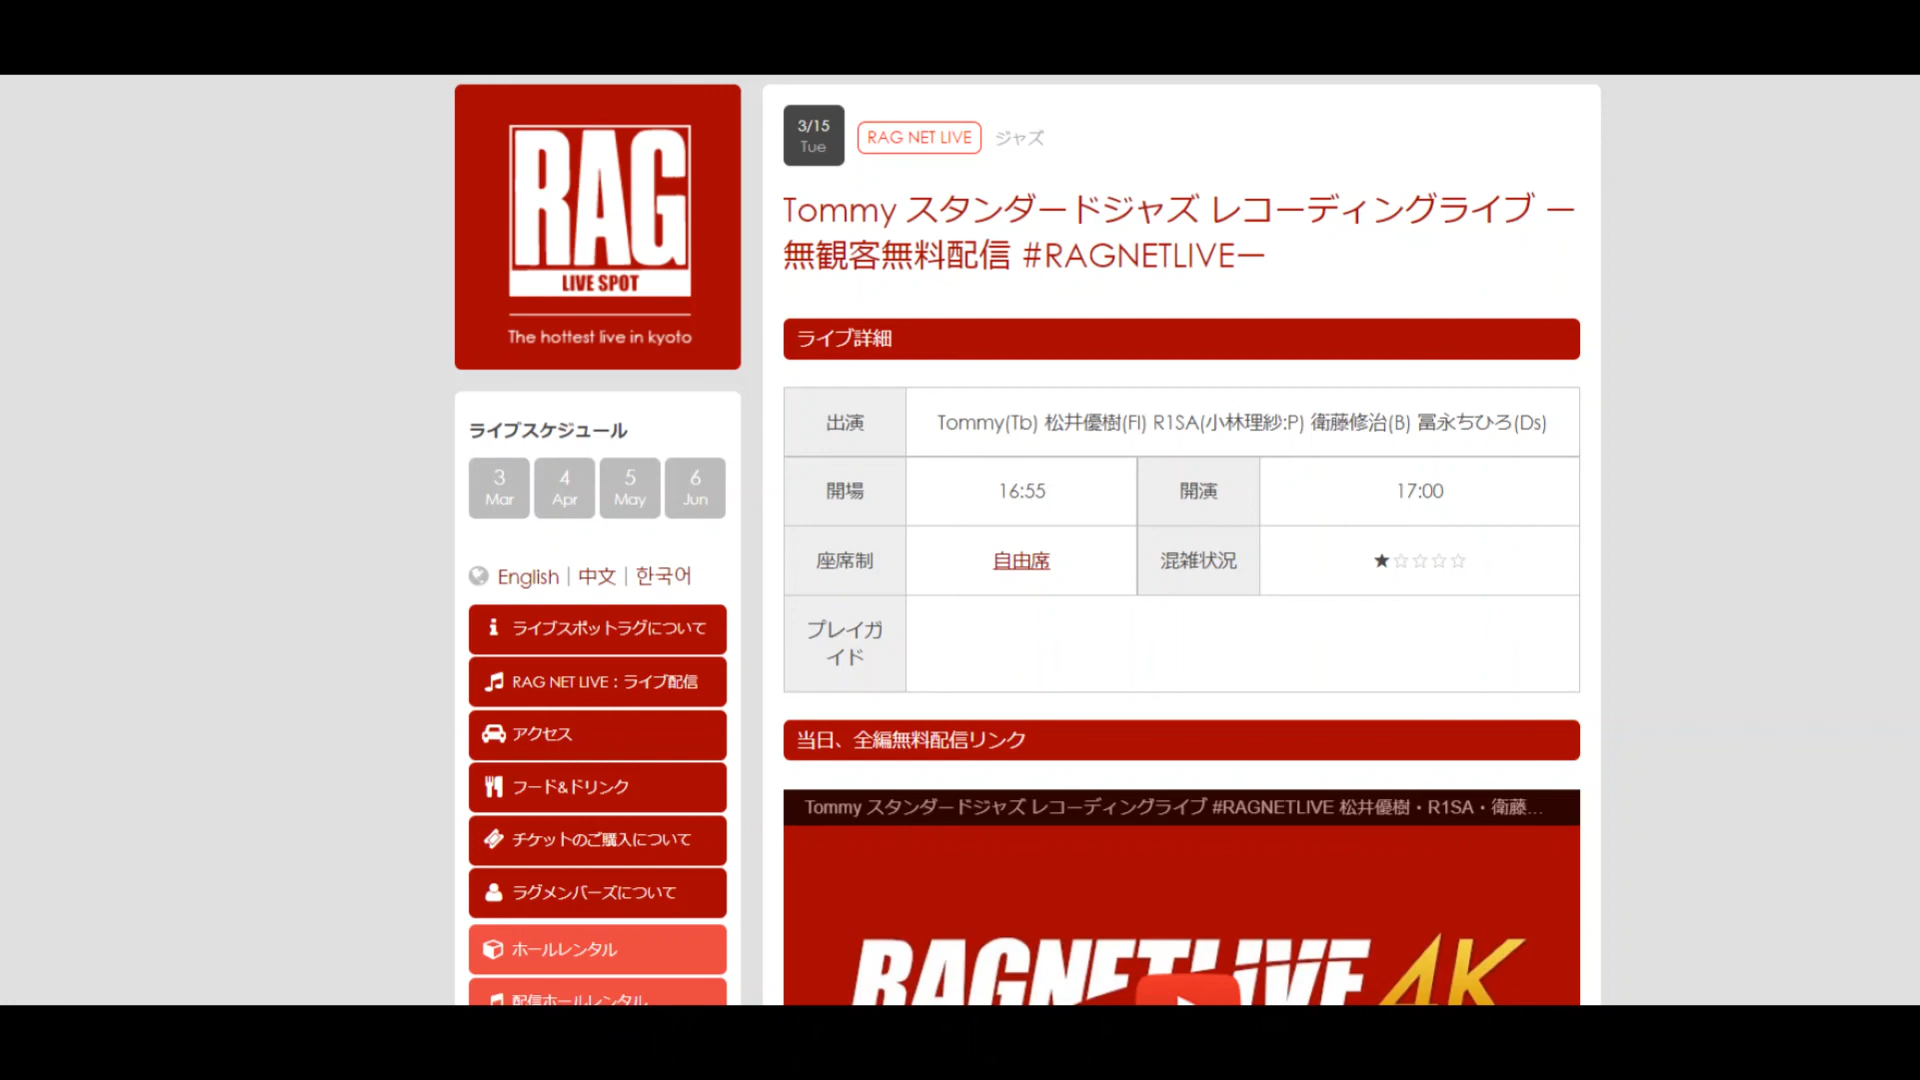 RAG
LIVE SPOT
The hottest live in kyoto
ライブスケジュール
3 Mar
4 Apr
5 May
6 Jun
English | 中文 | 한국어
ライブスポットラグについて
RAG NET LIVE：ライブ配信
アクセス
フード&ドリンク
チケットのご購入について
ラグメンバーズについて
ホールレンタル
配信ホールレンタル
3/15
Tue
RAG NET LIVE ジャズ
Tommy スタンダードジャズ レコーディングライブ ー
無観客無料配信 #RAGNETLIVEー
ライブ詳細
出演 Tommy(Tb) 松井優樹(Fl) R1SA(小林理紗:P) 衛藤修治(B) 冨永ちひろ(Ds)
開場 16:55 開演 17:00
座席制 自由席 混雑状況 ★☆☆☆☆
プレイガ
イド
当日、全編無料配信リンク
Tommy スタンダードジャズ レコーディングライブ #RAGNETLIVE 松井優樹・R1SA・衛藤...
RAGNETLIVE 4K